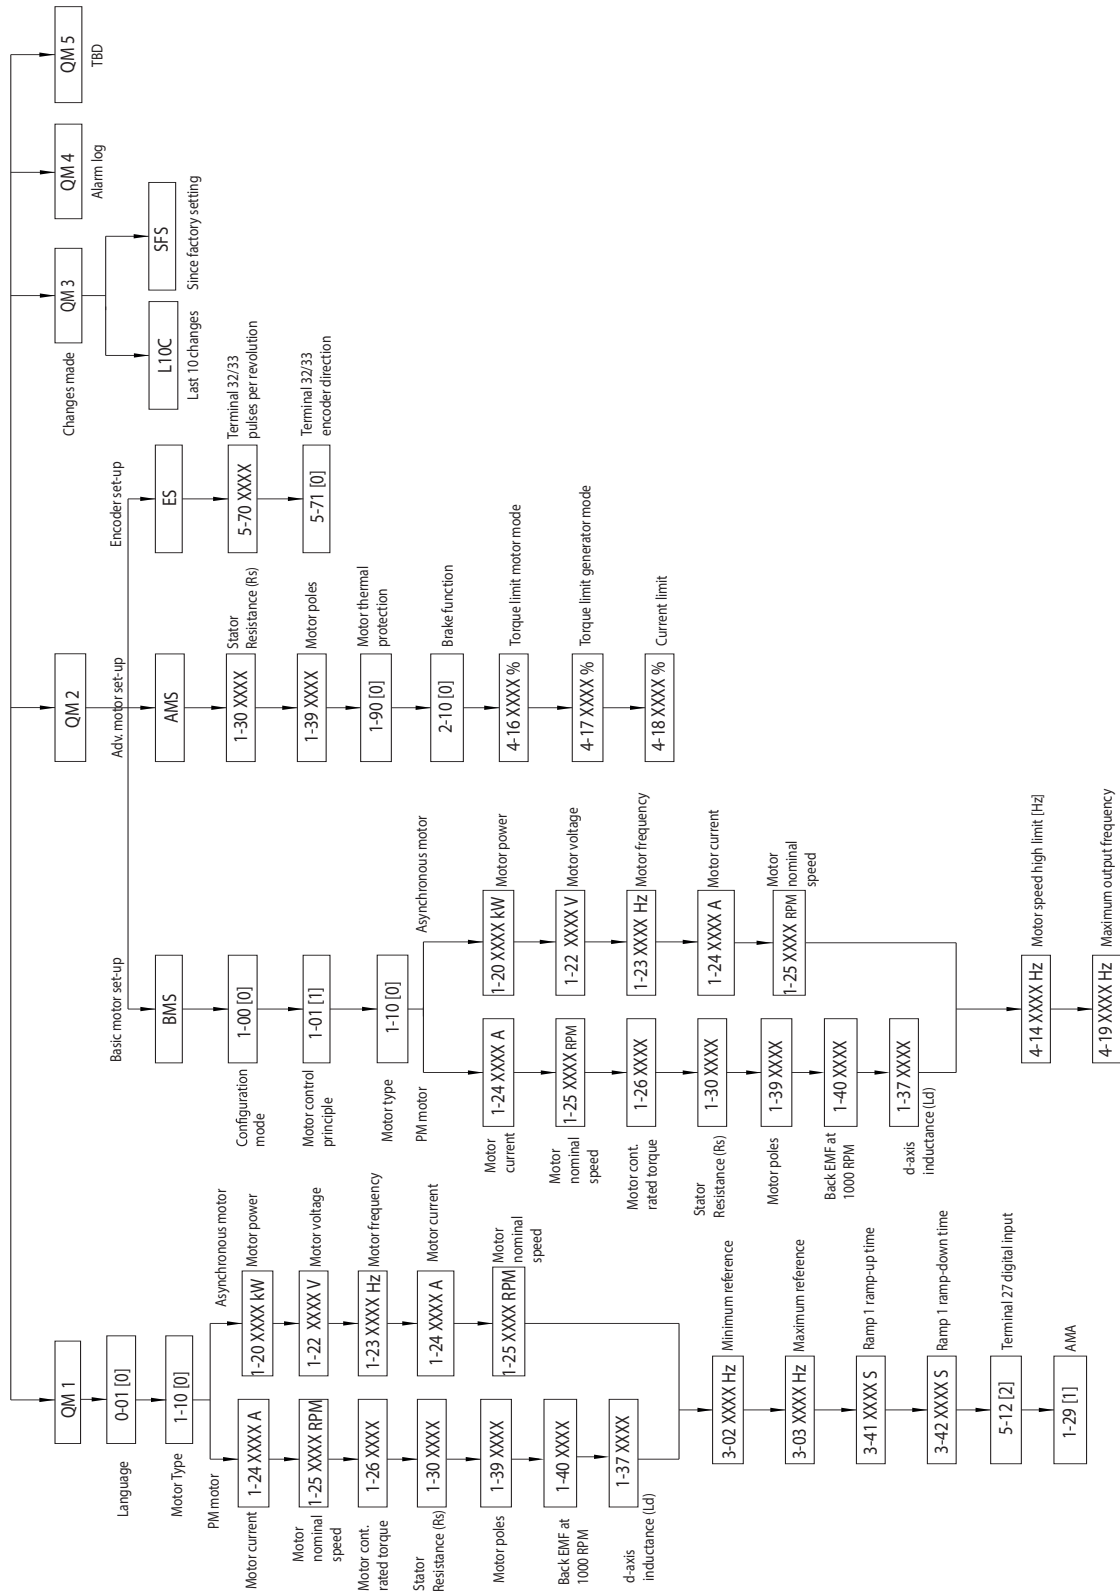 QM 1
Language
0-01 [0]
Motor Type
1-10 [0]
PM motor
Asynchronous motor
Motor current
1-24 XXXX A
Motor
nominal
speed
1-25 XXXX RPM
Motor cont.
rated torque
1-26 XXXX
Stator
Resistance (Rs)
1-30 XXXX
Motor poles
1-39 XXXX
Back EMF at
1000 RPM
1-40 XXXX
d-axis
inductance (Ld)
1-37 XXXX
1-20 XXXX kW
Motor power
1-22 XXXX V
Motor voltage
1-23 XXXX Hz
Motor frequency
1-24 XXXX A
Motor current
1-25 XXXX RPM
Motor
nominal
speed
3-02 XXXX Hz
Minimum reference
3-03 XXXX Hz
Maximum reference
3-41 XXXX S
Ramp 1 ramp-up time
3-42 XXXX S
Ramp 1 ramp-down time
5-12 [2]
Terminal 27 digital input
1-29 [1]
AMA
QM 2
Basic motor set-up
BMS
Configuration
mode
1-00 [0]
Motor control
principle
1-01 [1]
Motor type
1-10 [0]
PM motor
Asynchronous motor
Motor
current
1-24 XXXX A
Motor
nominal
speed
1-25 XXXX RPM
Motor cont.
rated torque
1-26 XXXX
Stator
Resistance (Rs)
1-30 XXXX
Motor poles
1-39 XXXX
Back EMF at
1000 RPM
1-40 XXXX
d-axis
inductance (Ld)
1-37 XXXX
1-20 XXXX kW
Motor power
1-22 XXXX V
Motor voltage
1-23 XXXX Hz
Motor frequency
1-24 XXXX A
Motor current
1-25 XXXX RPM
Motor
nominal
speed
4-14 XXXX Hz
Motor speed high limit [Hz]
4-19 XXXX Hz
Maximum output frequency
Adv. motor set-up
AMS
1-30 XXXX
Stator
Resistance (Rs)
1-39 XXXX
Motor poles
1-90 [0]
Motor thermal
protection
2-10 [0]
Brake function
4-16 XXXX %
Torque limit motor mode
4-17 XXXX %
Torque limit generator mode
4-18 XXXX %
Current limit
Encoder set-up
ES
5-70 XXXX
Terminal 32/33
pulses per revolution
5-71 [0]
Terminal 32/33
encoder direction
Changes made
QM 3
L10C
Last 10 changes
SFS
Since factory setting
QM 4
Alarm log
QM 5
TBD